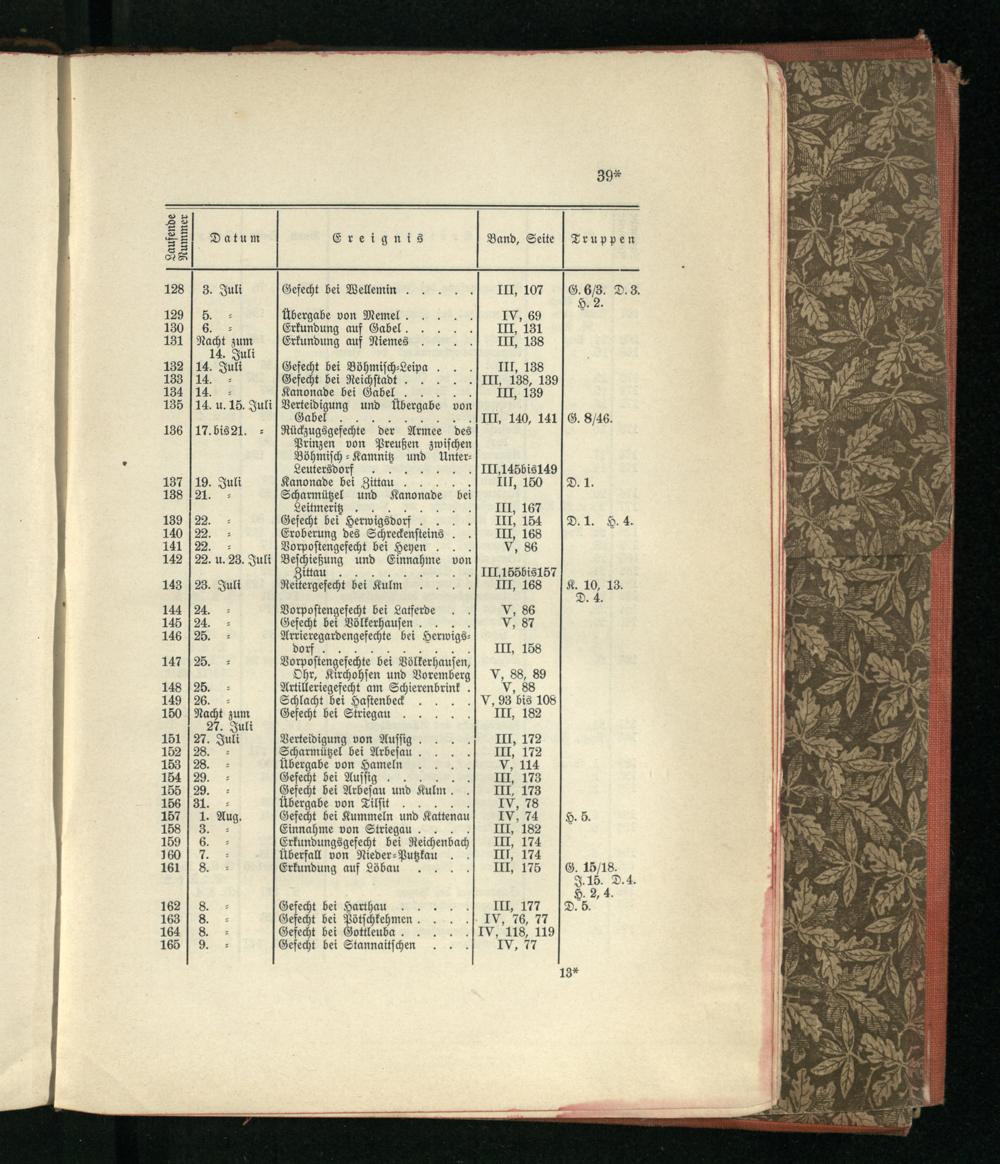 39*
Laufende Nummer Datum Ereignis Band, Seite Truppen
128 3. Juli Gefecht bei Wellemin . . . . . III, 107 G. 6/3. D. 3.
H. 2.
129 5. = Übergabe von Memel . . . . . IV, 69
130 6. = Erkundung auf Gabel . . . . . III, 131
131 Nacht zum Erkundung auf Niemes . . . . III, 138
14. Juli
132 14. Juli Gefecht bei Böhmisch-Leipa . . . III, 138
133 14. = Gefecht bei Reichstadt . . . . . III, 138, 139
134 14. = Kanonade bei Gabel . . . . . III, 139
135 14. u. 15. Juli Verteidigung und Übergabe von
Gabel . . . . . . . . . III, 140, 141 G. 8/46.
136 17. bis 21. = Rückzugsgefechte der Armee des
Prinzen von Preußen zwischen
Böhmisch=Kamnitz und Unter=
Leutersdorf . . . . . . . III, 145 bis 149
137 19. Juli Kanonade bei Zittau . . . . . III, 150 D. 1.
138 21. = Scharmützel und Kanonade bei
Leitmeritz . . . . . . . . III, 167
139 22. = Gefecht bei Herwigsdorf . . . . III, 154 D. 1. H. 4.
140 22. = Eroberung des Schreckensteins . . III, 168
141 22. = Vorpostengefecht bei Heyen . . . V, 86
142 22. u. 23. Juli Beschießung und Einnahme von
Zittau . . . . . . . . . III, 155 bis 157
143 23. Juli Reitergefecht bei Kulm . . . . III, 168 K. 10, 13.
D. 4.
144 24. = Vorpostengefecht bei Latferde . . V, 86
145 24. = Gefecht bei Völkerhausen . . . . V, 87
146 25. = Arrieregardengefechte bei Herwigs=
dorf . . . . . . . . . . III, 158
147 25. = Vorpostengefechte bei Völkerhausen,
Ohr, Kirchohsen und Voremberg V, 88, 89
148 25. = Artilleriegefecht am Schierenbrink . V, 88
149 26. = Schlacht bei Hastenbeck . . . . V, 93 bis 108
150 Nacht zum Gefecht bei Striegau . . . . . III, 182
27. Juli
151 27. Juli Verteidigung von Aussig . . . . III, 172
152 28. = Scharmützel bei Arbesau . . . . III, 172
153 28. = Übergabe von Hameln . . . . V, 114
154 29. = Gefecht bei Aussig . . . . . . III, 173
155 29. = Gefecht bei Arbesau und Kulm . . III, 173
156 31. = Übergabe von Tilsit . . . . . IV, 78
157 1. Aug. Gefecht bei Kummeln und Kattenau IV, 74 H. 5.
158 3. = Einnahme von Striegau . . . . III, 182
159 6. = Erkundungsgefecht bei Reichenbach III, 174
160 7. = Überfall von Nieder=Putzkau . . III, 174
161 8. = Erkundung auf Löbau . . . . III, 175 G. 15/18.
J. 15. D. 4.
H. 2, 4.
162 8. = Gefecht bei Harthau . . . . . III, 177 D. 5.
163 8. = Gefecht bei Pötschkehmen . . . . IV, 76, 77
164 8. = Gefecht bei Gottleuba . . . . . IV, 118, 119
165 9. = Gefecht bei Stannaitschen . . . IV, 77
13*